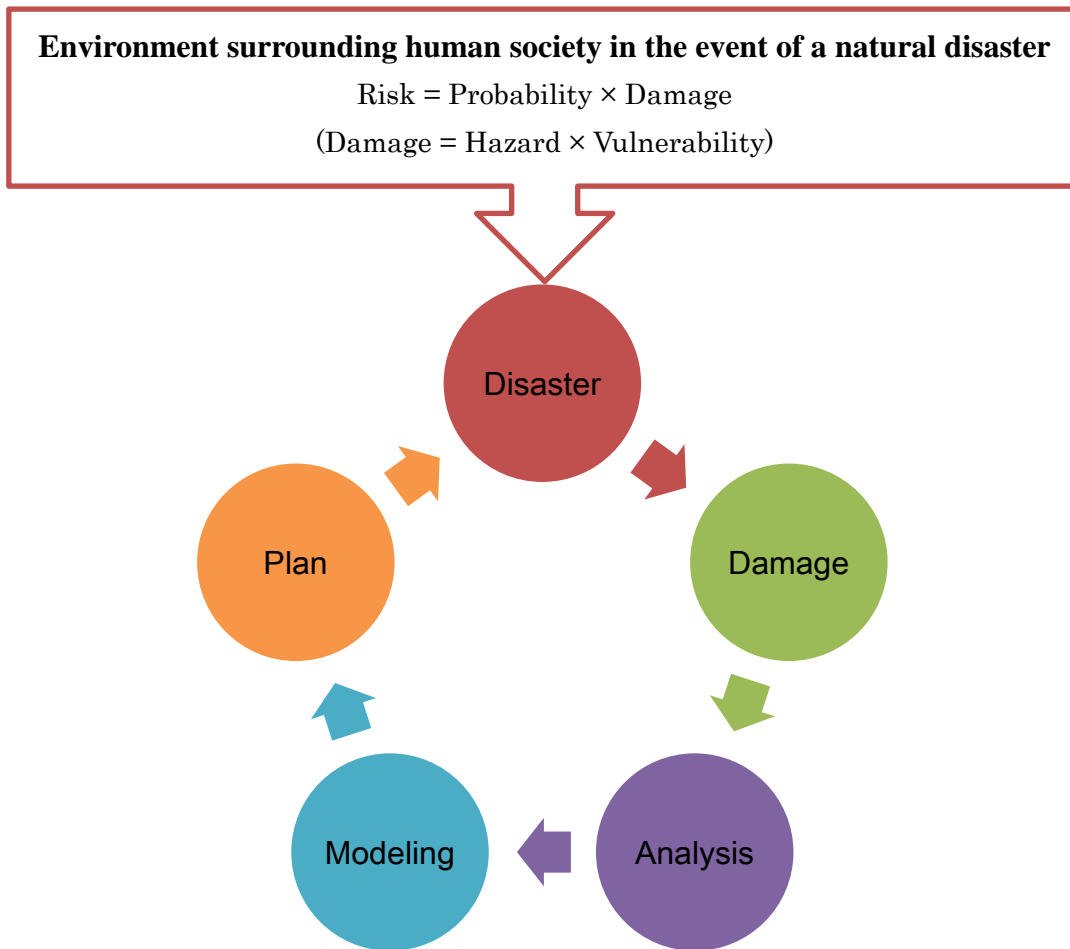 Environment surrounding human society in the event of a natural disaster
Risk = Probability × Damage
(Damage = Hazard × Vulnerability)
Disaster
Damage
Analysis
Modeling
Plan